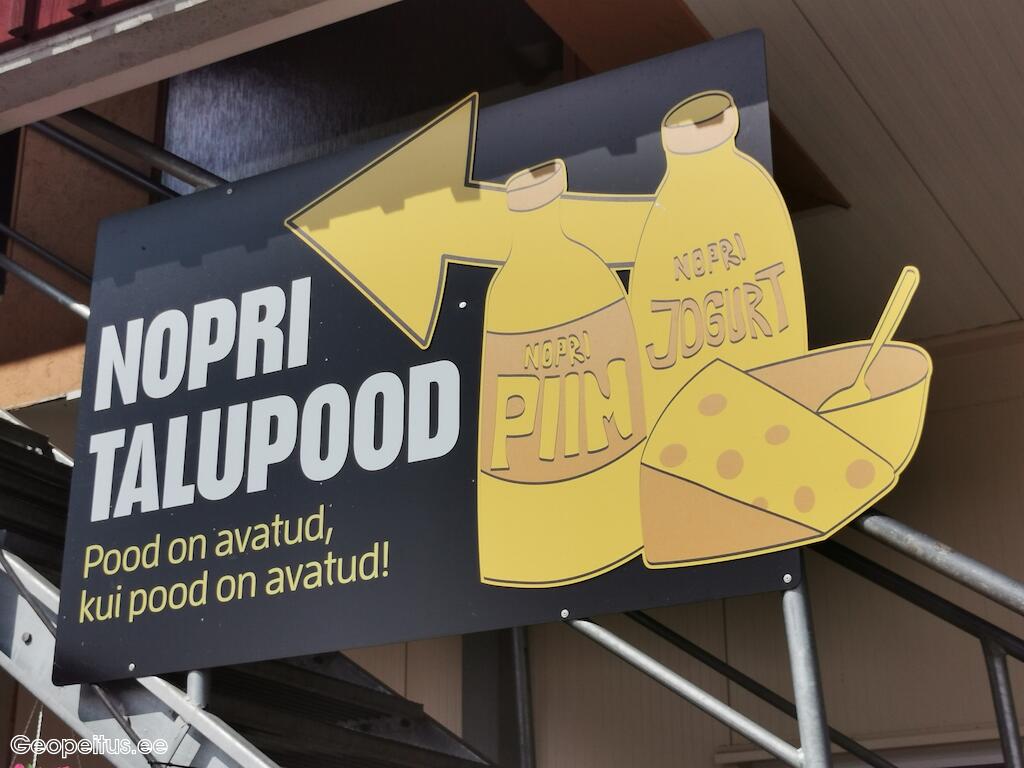 NOPRI
TALUPOOD
Pood on avatud,
kui pood on avatud!
NOPRI
PIIM
NOPRI
JOGURT
Geopeitus.ee